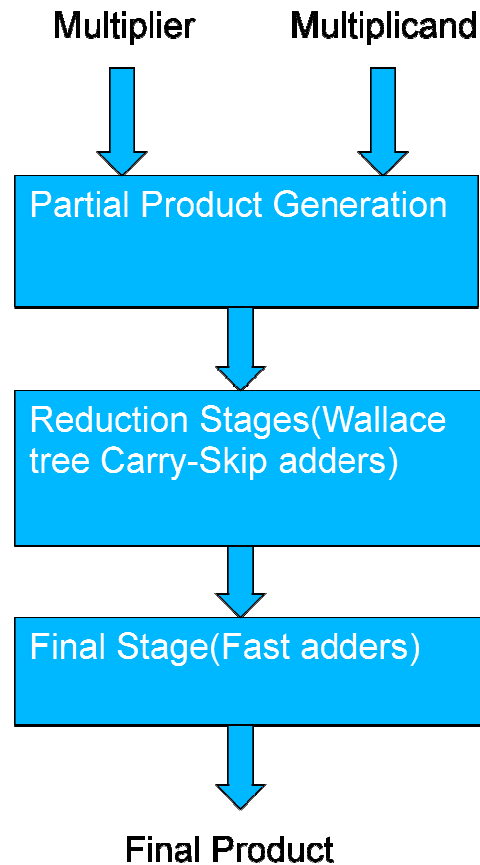 Multiplier Multiplicand
Partial Product Generation
Reduction Stages(Wallace
tree Carry-Skip adders)
Final Stage(Fast adders)
Final Product